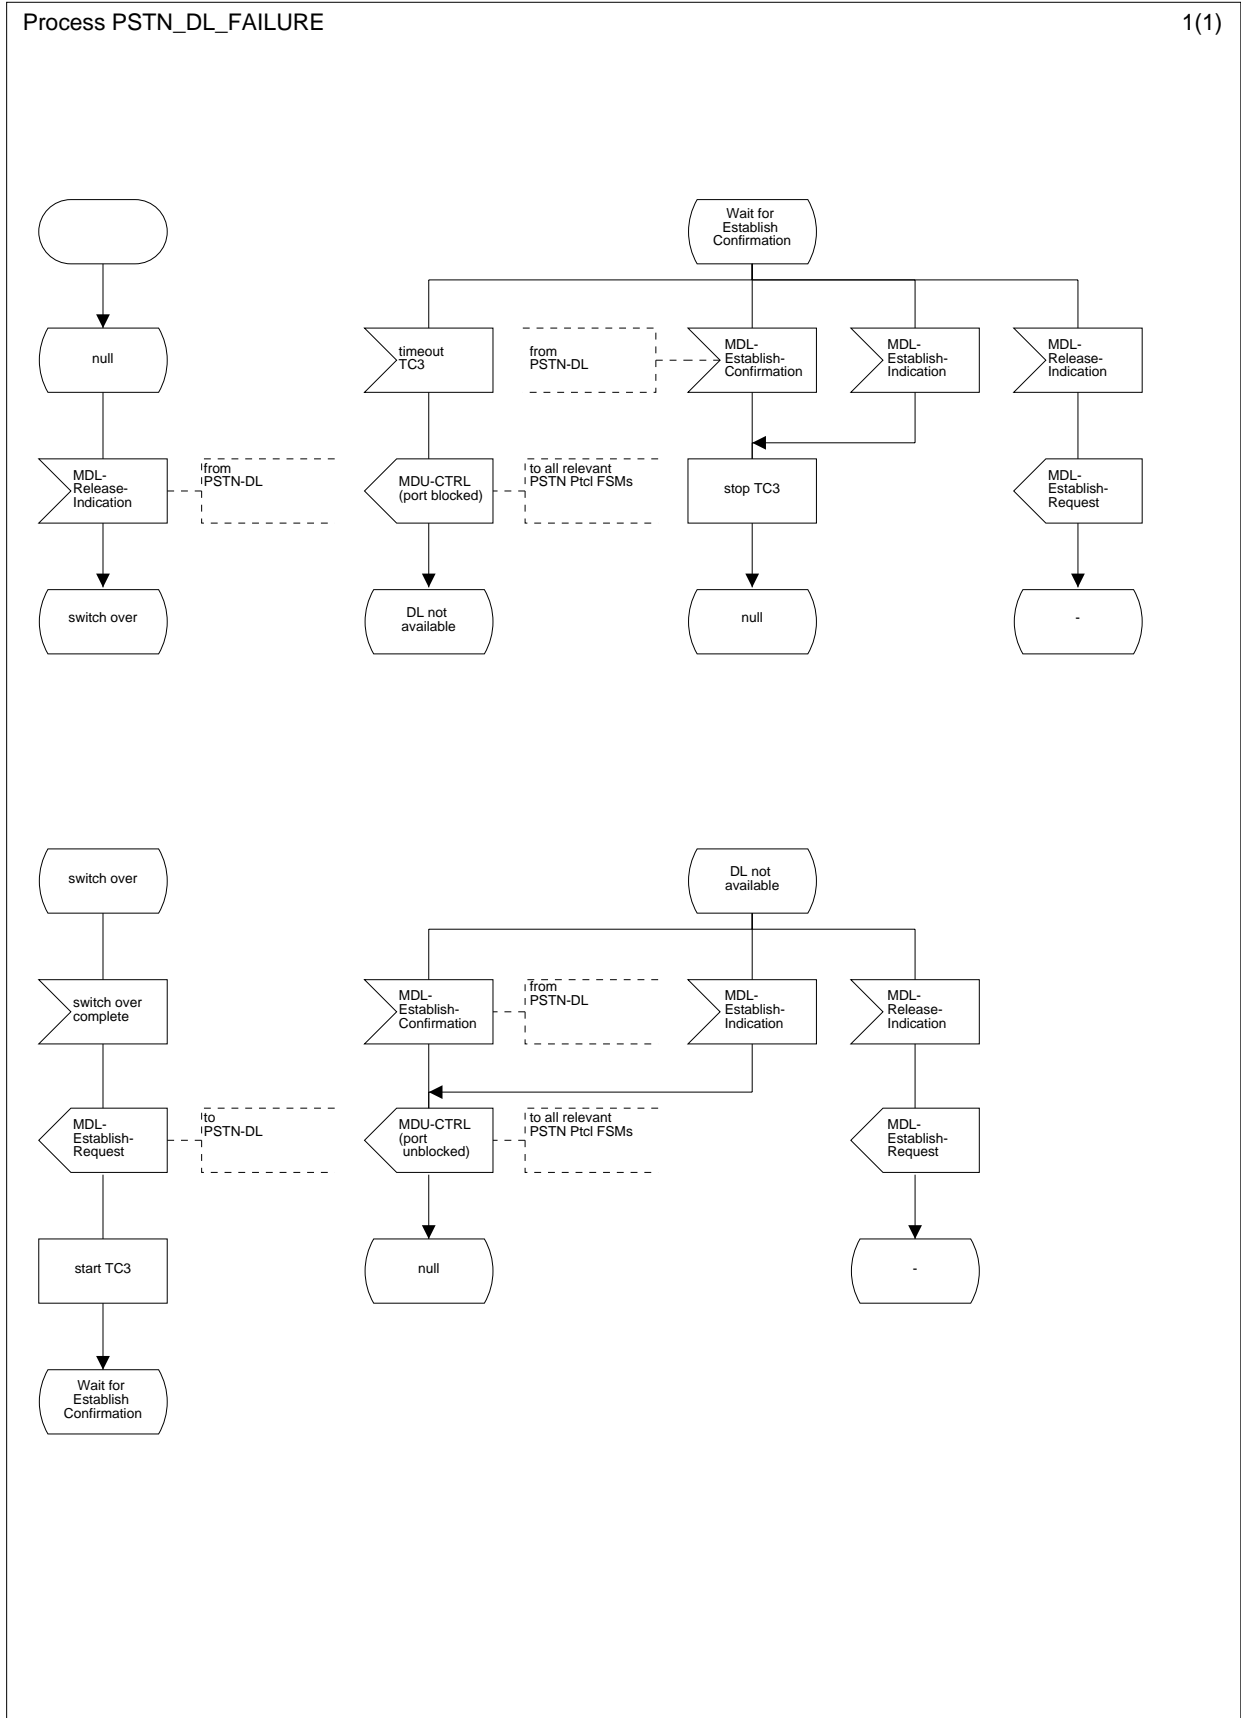 Process PSTN_DL_FAILURE
1(1)
Wait for
Establish
Confirmation
null
timeout
TC3
from
PSTN-DL
MDL-
Establish-
Confirmation
MDL-
Establish-
Indication
MDL-
Release-
Indication
MDL-
Release-
Indication
from
PSTN-DL
MDU-CTRL
(port blocked)
to all relevant
PSTN Ptcl FSMs
stop TC3
MDL-
Establish-
Request
switch over
DL not
available
null
-
switch over
DL not
available
switch over
complete
MDL-
Establish-
Confirmation
from
PSTN-DL
MDL-
Establish-
Indication
MDL-
Release-
Indication
MDL-
Establish-
Request
to
PSTN-DL
MDU-CTRL
(port
unblocked)
to all relevant
PSTN Ptcl FSMs
MDL-
Establish-
Request
start TC3
null
-
Wait for
Establish
Confirmation